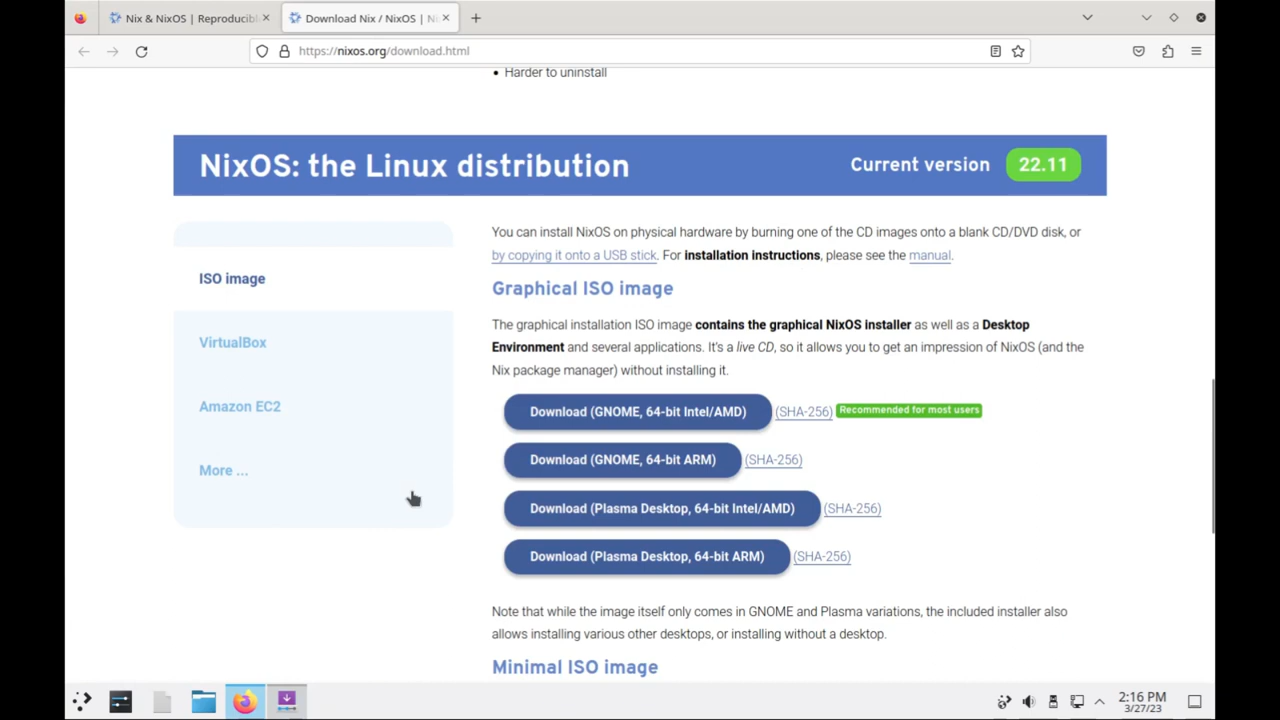 Nix & NixOS | Reproducibl
Download Nix / NixOS | Ni
https://nixos.org/download.html
Harder to uninstall
NixOS: the Linux distribution
Current version 22.11
ISO image
VirtualBox
Amazon EC2
More ...
You can install NixOS on physical hardware by burning one of the CD images onto a blank CD/DVD disk, or
by copying it onto a USB stick. For installation instructions, please see the manual.
Graphical ISO image
The graphical installation ISO image contains the graphical NixOS installer as well as a Desktop
Environment and several applications. It's a live CD, so it allows you to get an impression of NixOS (and the
Nix package manager) without installing it.
Download (GNOME, 64-bit Intel/AMD) (SHA-256) Recommended for most users
Download (GNOME, 64-bit ARM) (SHA-256)
Download (Plasma Desktop, 64-bit Intel/AMD) (SHA-256)
Download (Plasma Desktop, 64-bit ARM) (SHA-256)
Note that while the image itself only comes in GNOME and Plasma variations, the included installer also
allows installing various other desktops, or installing without a desktop.
Minimal ISO image
2:16 PM
3/27/23